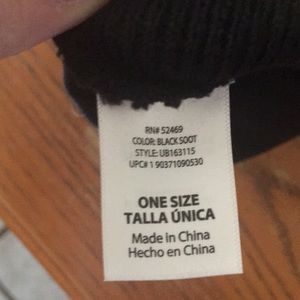 RN# 52469
COLOR: BLACK SOOT
STYLE: UB163115
UPC# 1 90371090530
ONE SIZE
TALLA ÚNICA
Made in China
Hecho en China